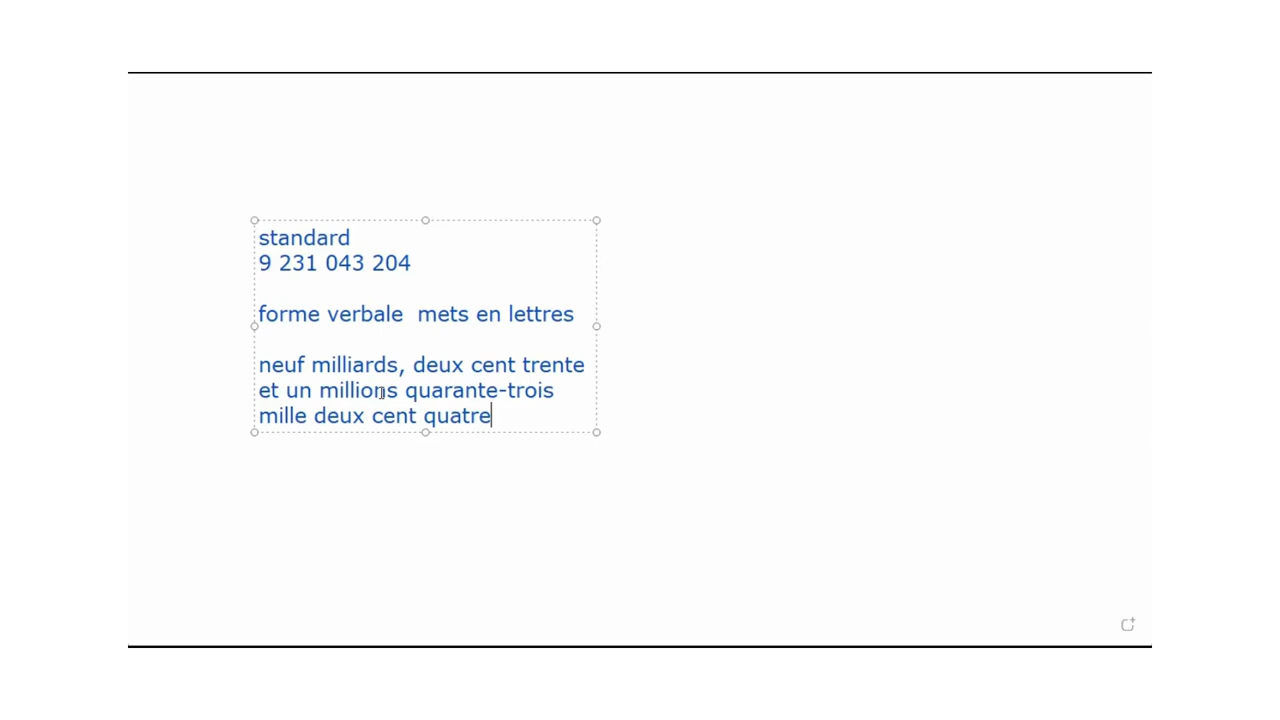 standard
9 231 043 204
forme verbale  mets en lettres
neuf milliards, deux cent trente
et un millions quarante-trois
mille deux cent quatre